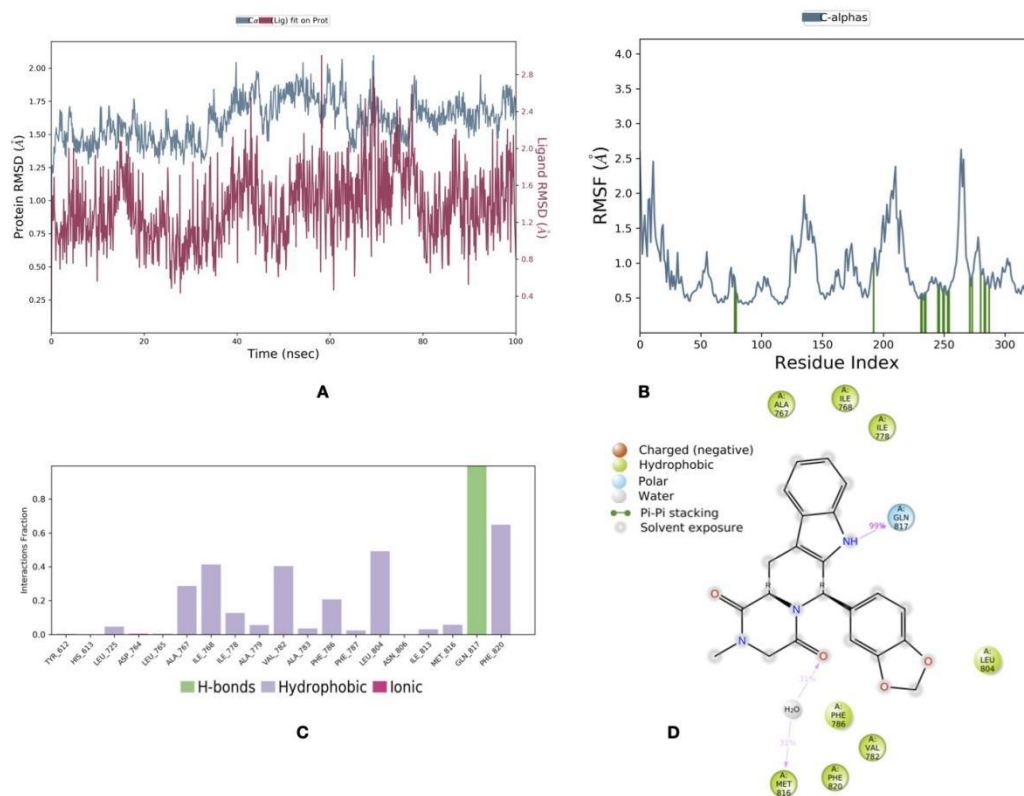 Cα
(Lig) fit on Prot
Protein RMSD (Å)
2.00
1.75
1.50
1.25
1.00
0.75
0.50
0.25
2.8
2.4
2.0
1.6
1.2
0.8
0.4
Ligand RMSD (Å)
0 20 40 60 80 100
Time (nsec)
A
C-alphas
RMSF (Å)
4.0
3.5
3.0
2.5
2.0
1.5
1.0
0.5
0 50 100 150 200 250 300
Residue Index
B
Interactions Fraction
0.8
0.6
0.4
0.2
0.0
TYR_612 HIS_613 LEU_725 ASP_764 LEU_765 ALA_767 ILE_768 ILE_778 ALA_779 VAL_782 ALA_783 PHE_786 PHE_787 LEU_804 ASN_806 ILE_813 MET_816 GLN_817 PHE_820
H-bonds Hydrophobic Ionic
C
A:
ALA
767
A:
ILE
768
A:
ILE
778
Charged (negative)
Hydrophobic
Polar
Water
Pi-Pi stacking
Solvent exposure
A:
GLN
817
99%
NH
R R
O
N
N
O
O
O
31%
H₂O
31%
A:
LEU
804
A:
PHE
786
D
A:
VAL
782
A:
PHE
820
A:
MET
816